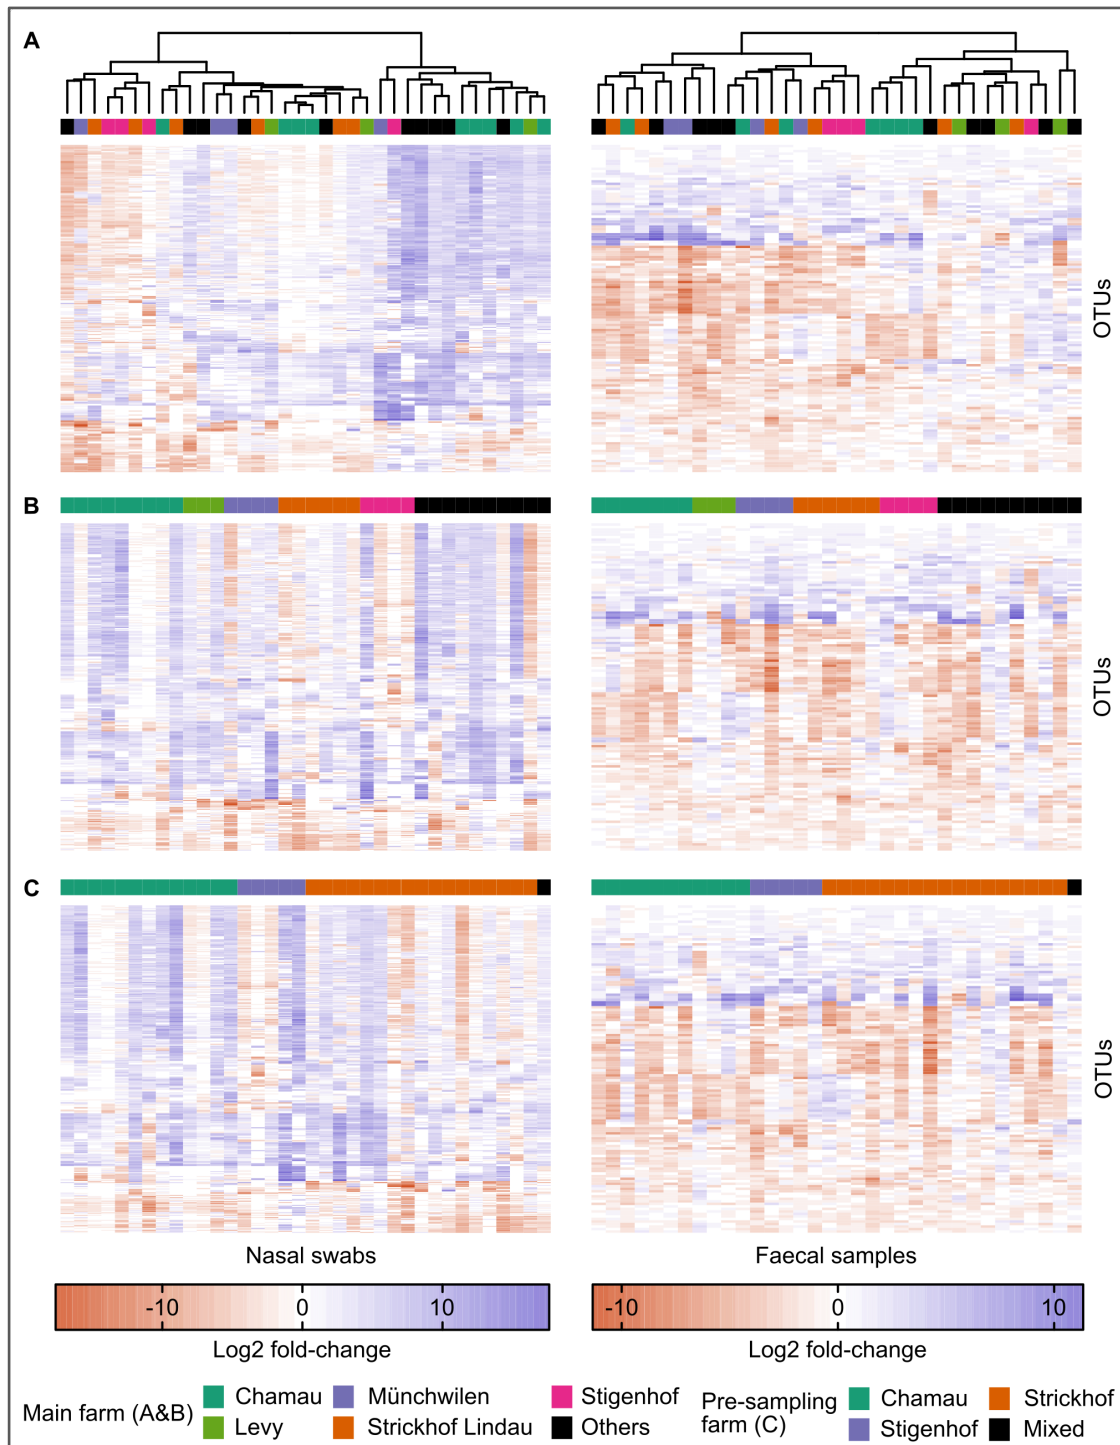 A
OTUs
B
OTUs
C
OTUs
Nasal swabs
Faecal samples
-10 0 10
-10 0 10
Log2 fold-change
Log2 fold-change
Main farm (A&B)
Chamau
Münchwilen
Stigenhof
Levy
Strickhof Lindau
Others
Pre-sampling
farm (C)
Chamau
Strickhof
Stigenhof
Mixed